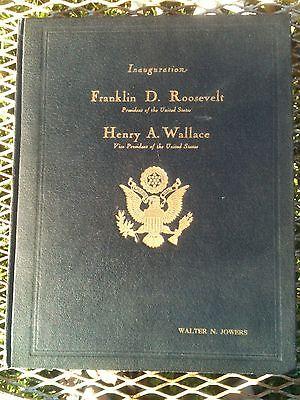 Inauguration
Franklin D. Roosevelt
President of the United States
Henry A. Wallace
Vice President of the United States
WALTER N. JOWERS